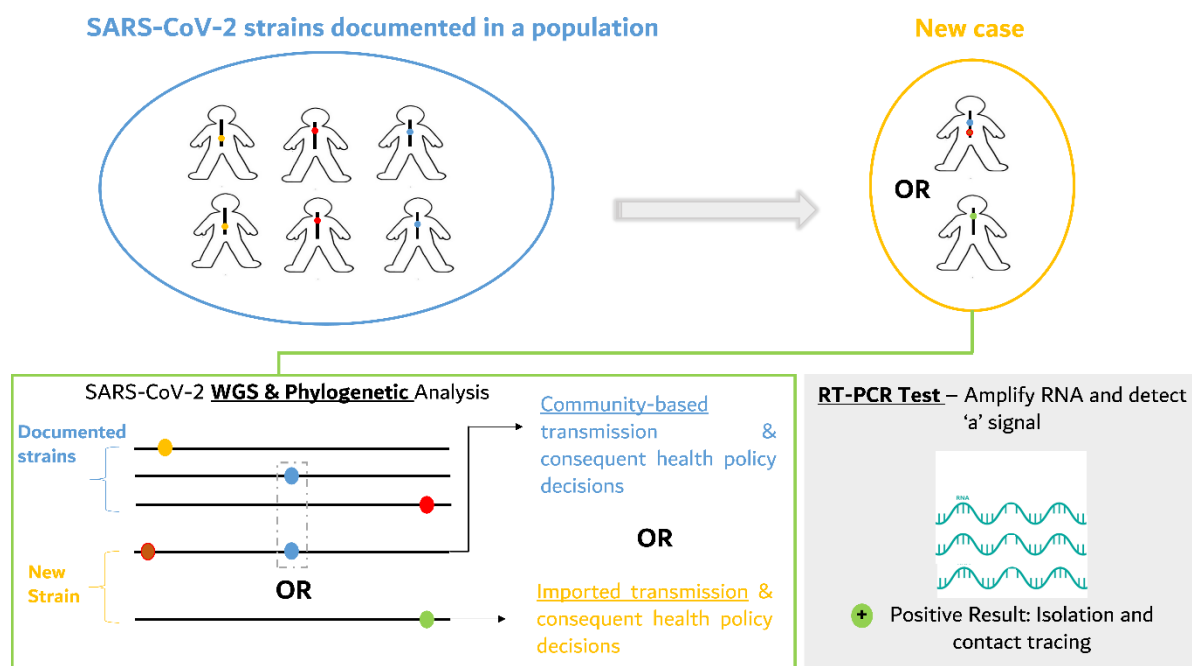 SARS-CoV-2 strains documented in a population
New case
OR
SARS-CoV-2 WGS & Phylogenetic Analysis
Documented
strains
New
Strain
OR
Community-based
transmission &
consequent health policy
decisions
OR
Imported transmission &
consequent health policy
decisions
RT-PCR Test – Amplify RNA and detect
‘a’ signal
RNA
+ Positive Result: Isolation and
contact tracing